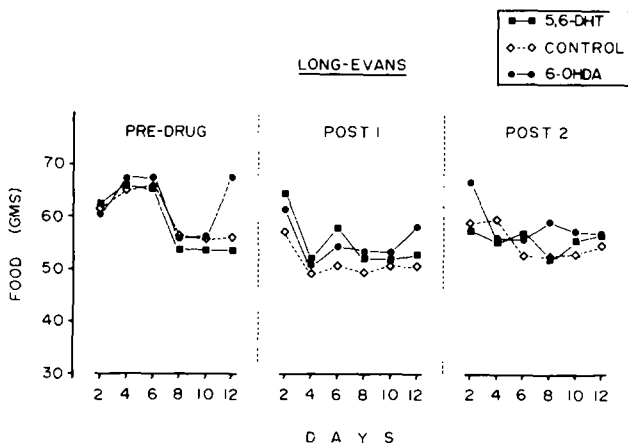 5,6-DHT
CONTROL
6-OHDA
LONG-EVANS
PRE-DRUG POST 1 POST 2
FOOD (GMS)
70
60
50
40
30
2 4 6 8 10 12 2 4 6 8 10 12 2 4 6 8 10 12
D A Y S